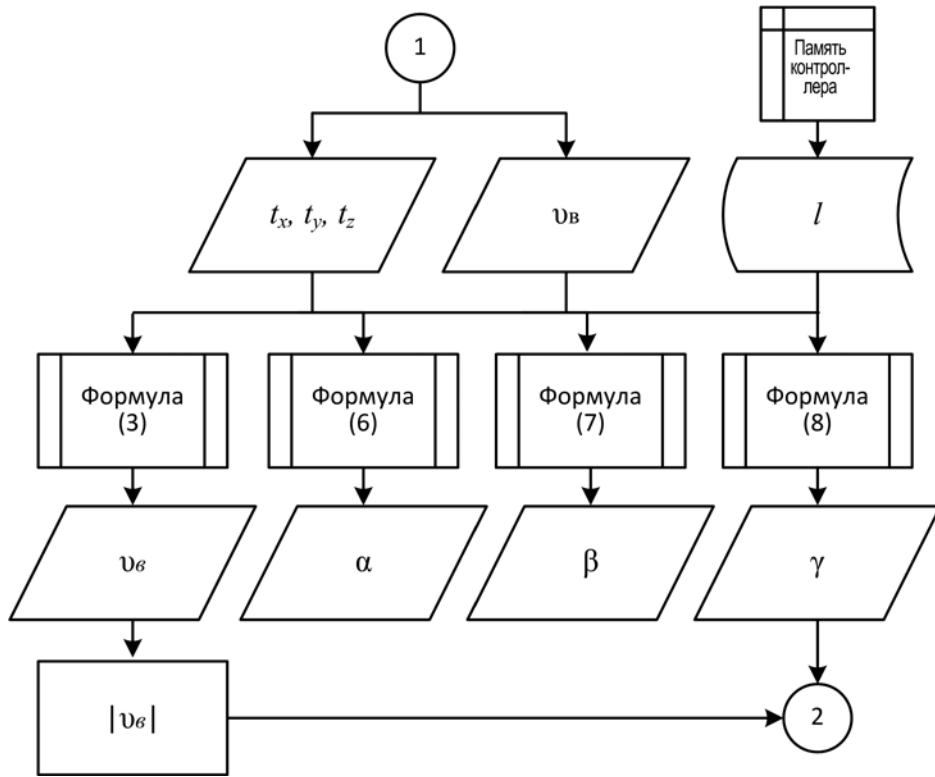 1
Память
контрол-
лера
tx, ty, tz
υв
l
Формула
(3)
Формула
(6)
Формула
(7)
Формула
(8)
υв
α
β
γ
|υв|
2